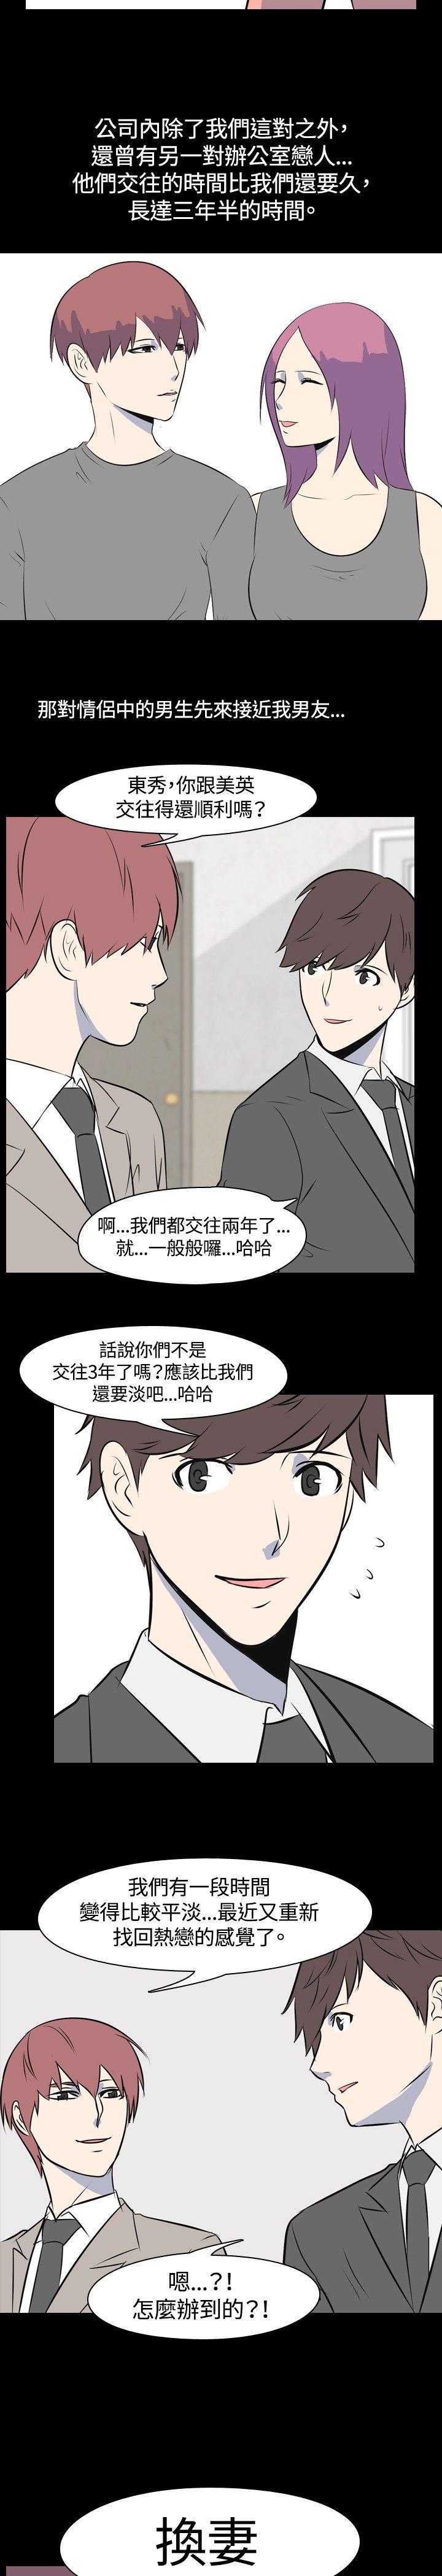 公司內除了我們這對之外，
還曾有另一對辦公室戀人...
他們交往的時間比我們還要久，
長達三年半的時間。
那對情侶中的男生先來接近我男友...
東秀，你跟美英
交往得還順利嗎？
啊...我們都交往兩年了...
就...一般般囉...哈哈
話說你們不是
交往3年了嗎？應該比我們
還要淡吧...哈哈
我們有一段時間
變得比較平淡...最近又重新
找回熱戀的感覺了。
嗯...？！
怎麼辦到的？！
換妻